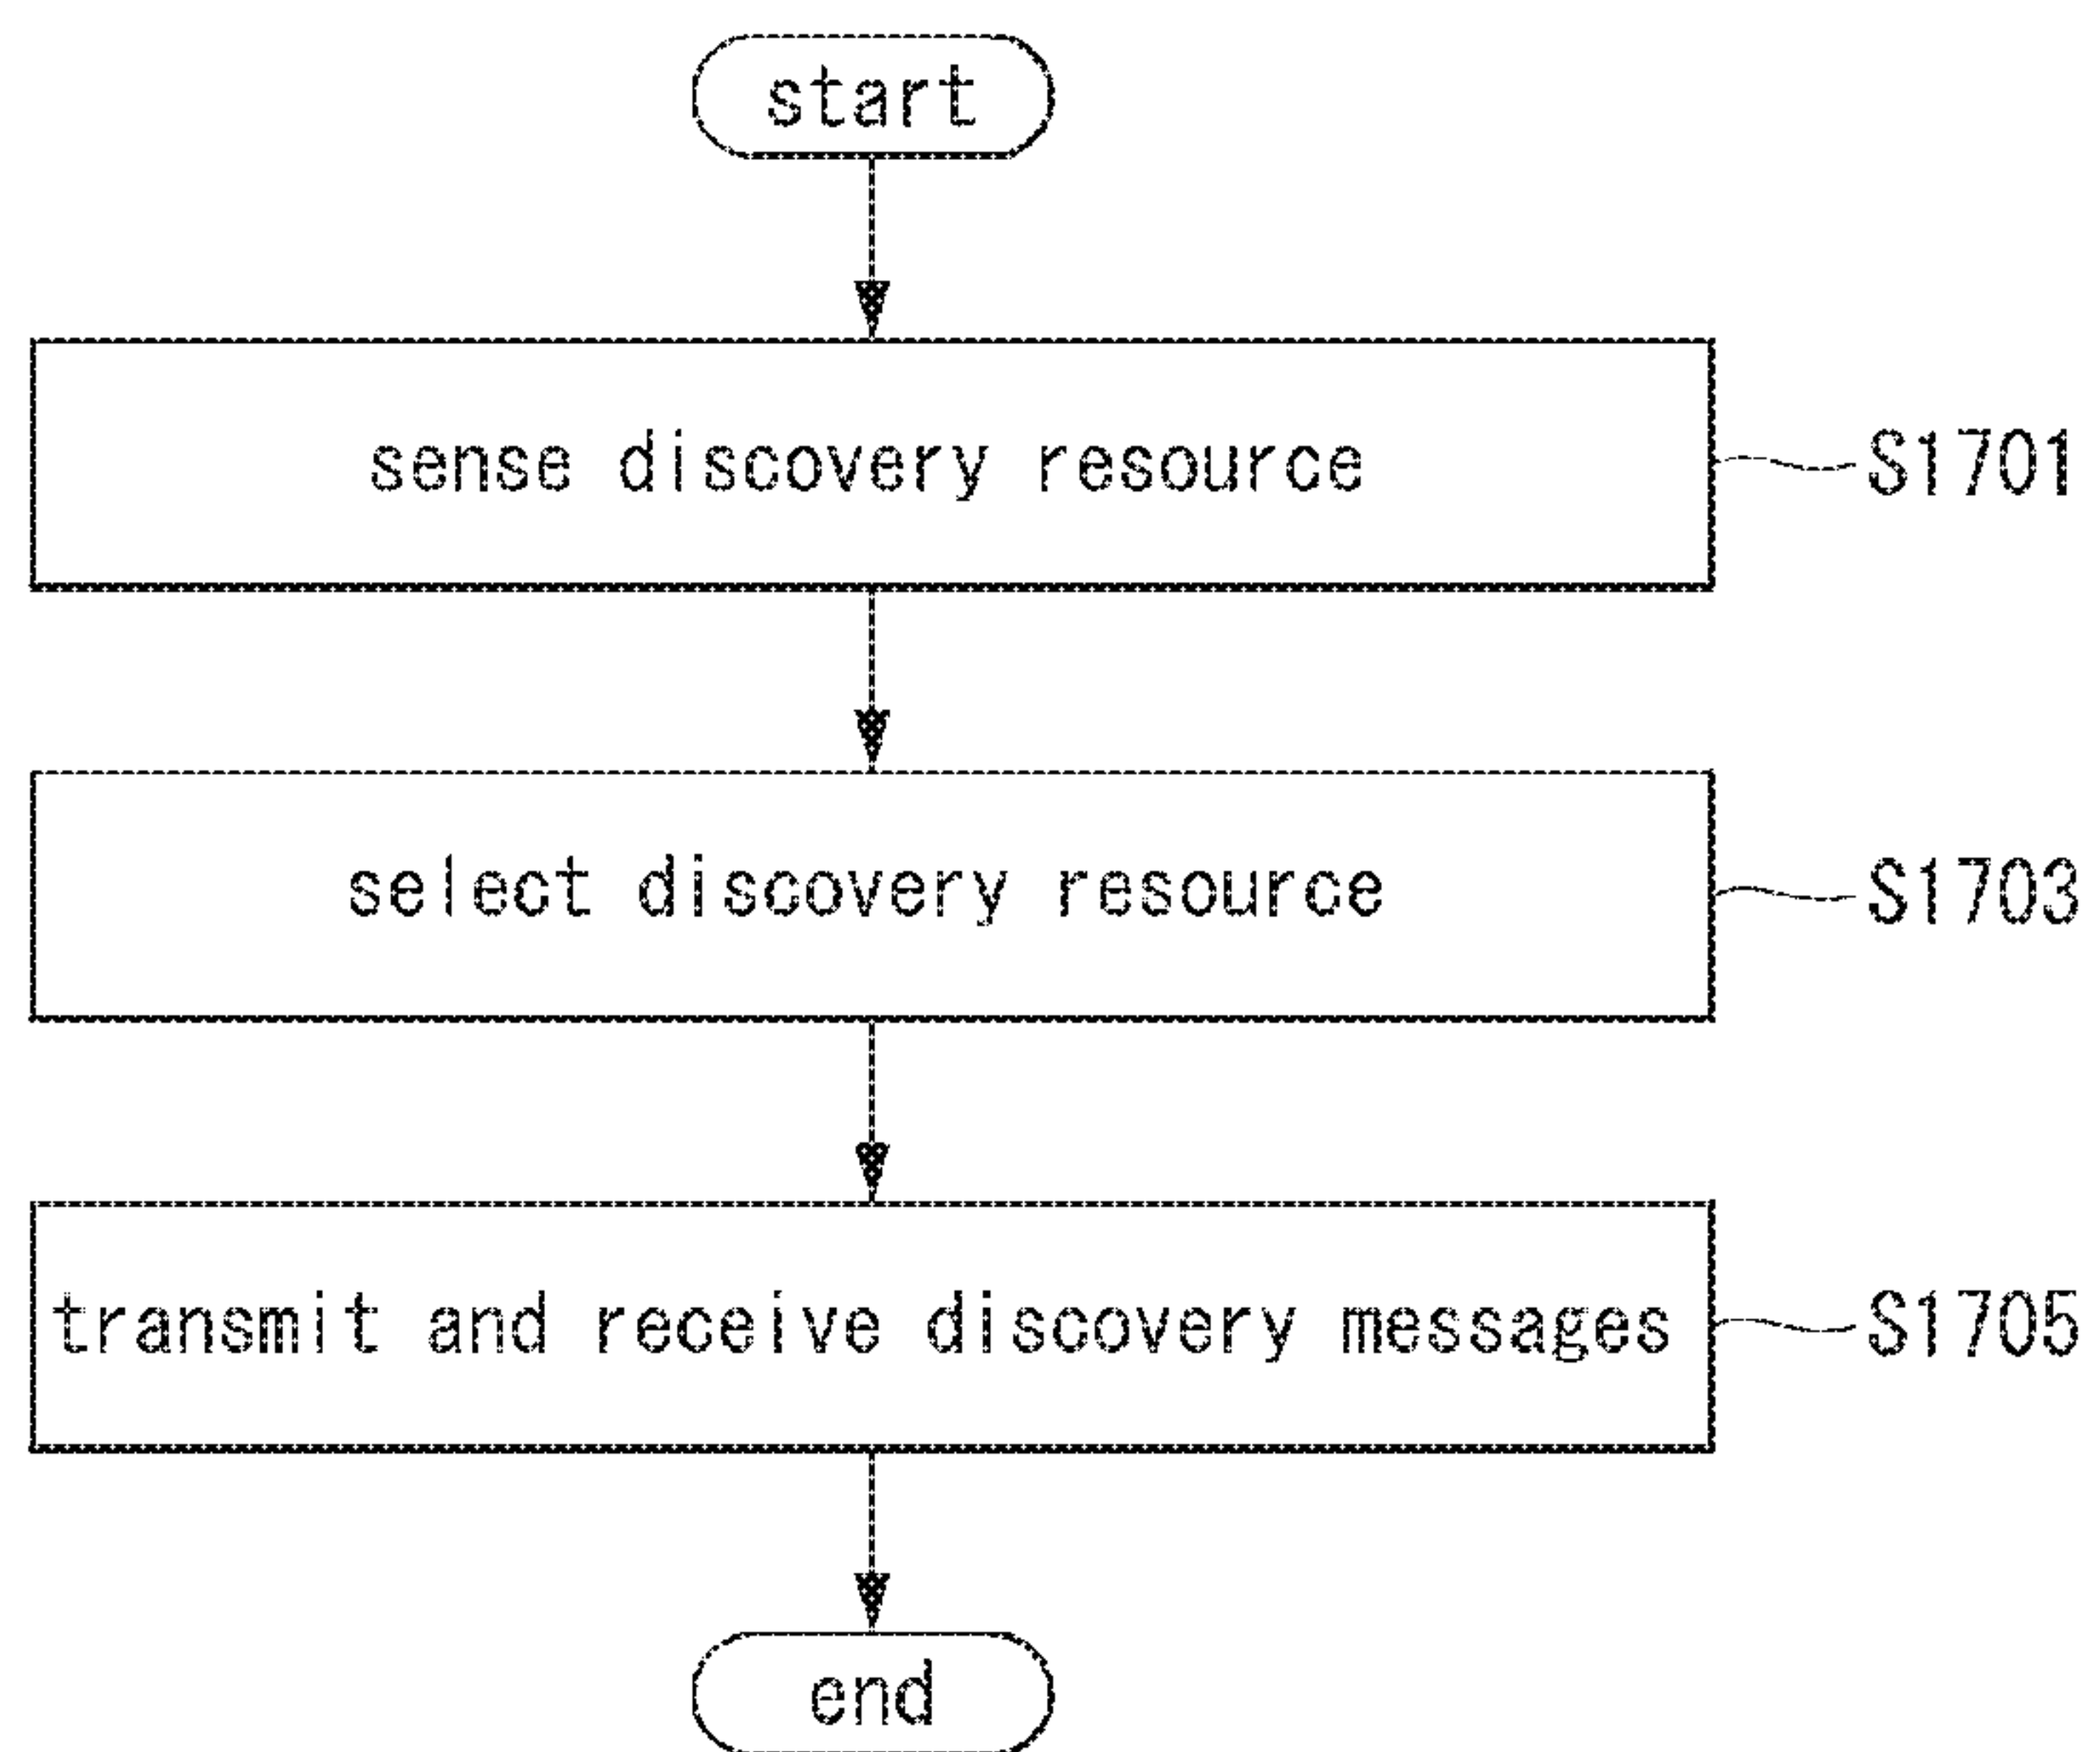 start
sense discovery resource
S1701
select discovery resource
S1703
transmit and receive discovery messages
S1705
end